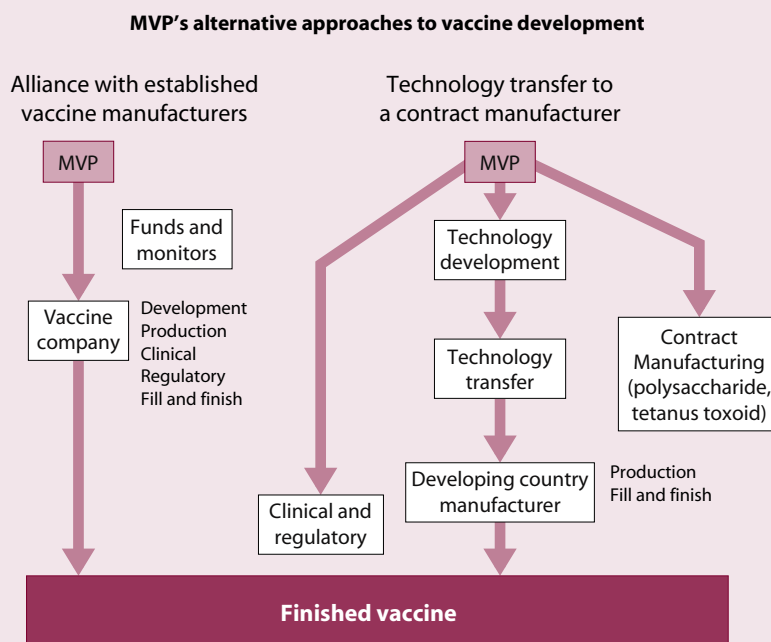 MVP's alternative approaches to vaccine development
Alliance with established
vaccine manufacturers
MVP
Funds and
monitors
Vaccine
company
Development
Production
Clinical
Regulatory
Fill and finish
Technology transfer to
a contract manufacturer
MVP
Technology
development
Technology
transfer
Contract
Manufacturing
(polysaccharide,
tetanus toxoid)
Developing country
manufacturer
Production
Fill and finish
Clinical and
regulatory
Finished vaccine